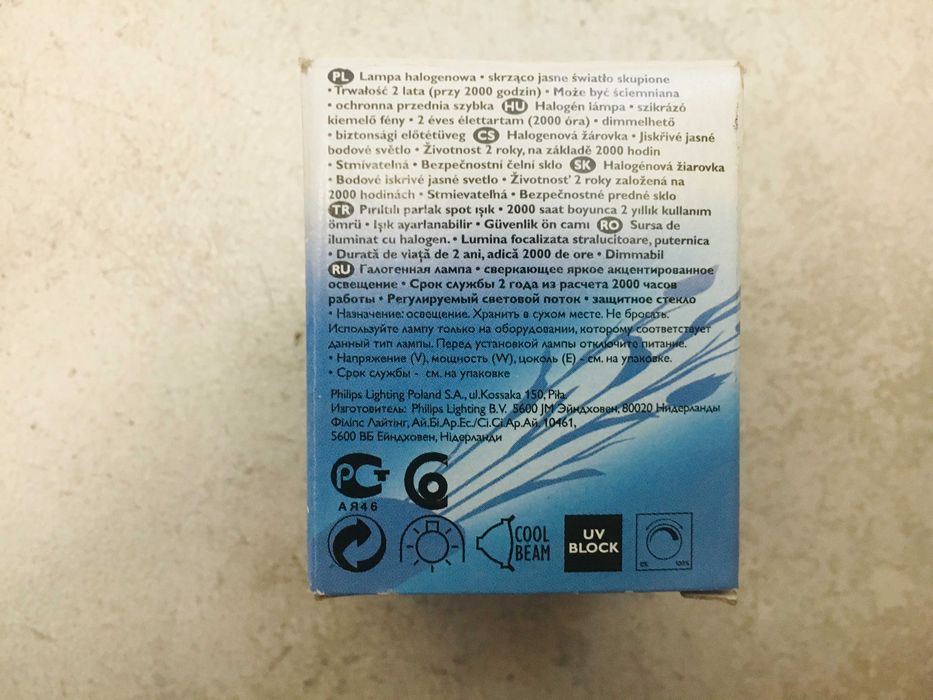 PL Lampa halogenowa • skrząco jasne światło skupione
• Trwałość 2 lata (przy 2000 godzin) • Może być ściemniana
• ochronna przednia szybka HU Halogén lámpa • szikrázó
kiemelő fény • 2 éves élettartam (2000 óra) • dimmelhető
• biztonsági előtétüveg CS Halogenová žárovka • Jiskřivé jasné
bodové světlo • Životnost 2 roky, na základě 2000 hodin
• Stmívatelná • Bezpečnostní čelní sklo SK Halogénová žiarovka
• Bodové iskrivé jasné svetlo • Životnosť 2 roky založená na
2000 hodinách • Stmievateľná • Bezpečnostné predné sklo
TR Pırıltılı parlak spot ışık • 2000 saat boyunca 2 yıllık kullanım
ömrü • Işık ayarlanabilir • Güvenlik ön camı RO Sursa de
iluminat cu halogen. • Lumina focalizata stralucitoare, puternica
• Durată de viaţă de 2 ani, adică 2000 de ore • Dimmabil
RU Галогенная лампа • сверкающее яркое акцентированное
освещение • Срок службы 2 года из расчета 2000 часов
работы • Регулируемый световой поток • защитное стекло
• Назначение: освещение. Хранить в сухом месте. Не бросать.
Используйте лампу только на оборудовании, которому соответствует
данный тип лампы. Перед установкой лампы отключите питание.
• Напряжение (V), мощность (W), цоколь (E) - см. на упаковке.
• Срок службы - см. на упаковке
Philips Lighting Poland S.A., ul.Kossaka 150, Piła.
Изготовитель: Philips Lighting B.V. 5600 JM Эйндховен, 80020 Нидерланды
Філіпс Лайтінг, Ай.Бі.Ар.Ес./Сі.Сі.Ар.Ай. 10461,
5600 ВБ Ейндховен, Нідерланди
РСТ
АЯ46
COOL
BEAM
UV
BLOCK
0% 100%